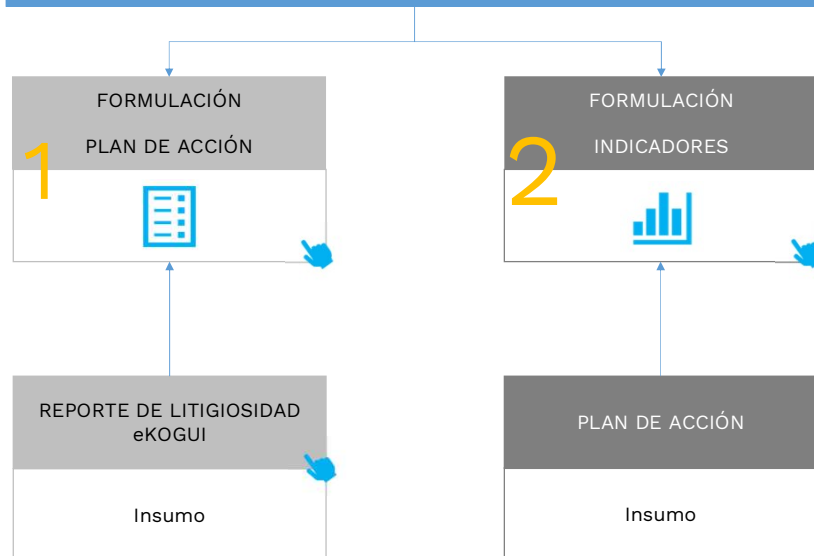 FORMULACIÓN
PLAN DE ACCIÓN
1
FORMULACIÓN
INDICADORES
2
REPORTE DE LITIGIOSIDAD
eKOGUI
Insumo
PLAN DE ACCIÓN
Insumo